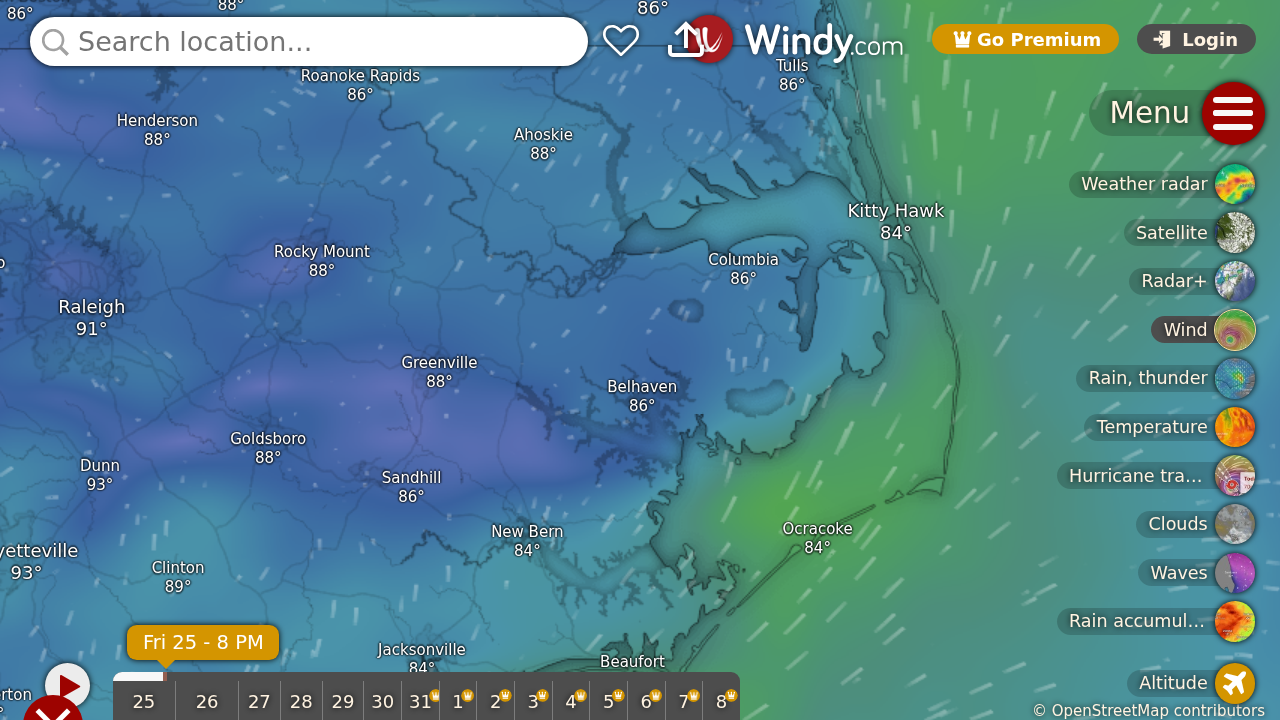 86°
88°
86°
Search location...
Windy.com
Go Premium
Login
Tulls
86°
Roanoke Rapids
86°
Menu
Henderson
88°
Ahoskie
88°
Weather radar
Kitty Hawk
84°
Satellite
Rocky Mount
88°
Columbia
86°
Radar+
Raleigh
91°
Wind
Greenville
88°
Belhaven
86°
Rain, thunder
Temperature
Goldsboro
88°
Dunn
93°
Sandhill
86°
Hurricane tra...
New Bern
84°
Ocracoke
84°
Clouds
yetteville
93°
Clinton
89°
Waves
Rain accumul...
Fri 25 - 8 PM
Jacksonville
84°
Beaufort
Altitude
rton
25 26 27 28 29 30 31 1 2 3 4 5 6 7 8
© OpenStreetMap contributors